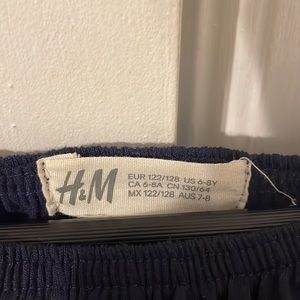 H&M
EUR 122/128 US 6-8Y
CA 6-8A CN 130/64
MX 122/128 AUS 7-8